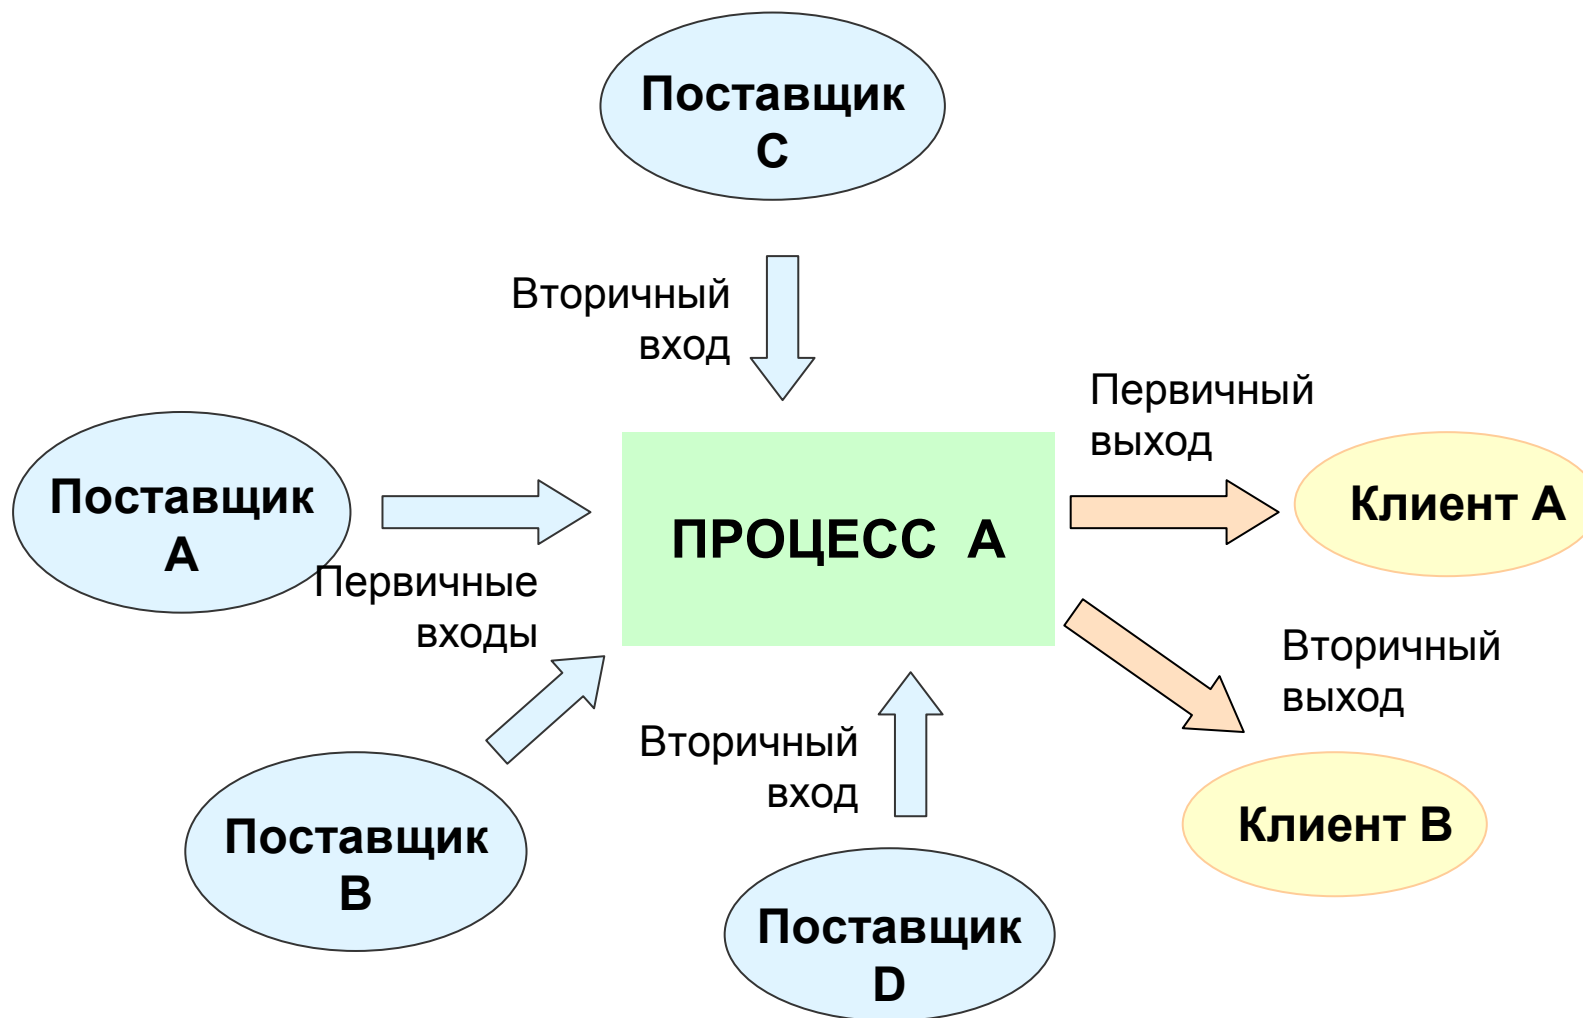 Поставщик
C
Вторичный
вход
Первичный
выход
Поставщик
A
ПРОЦЕСС A
Клиент A
Первичные
входы
Вторичный
выход
Вторичный
вход
Поставщик
B
Клиент B
Поставщик
D